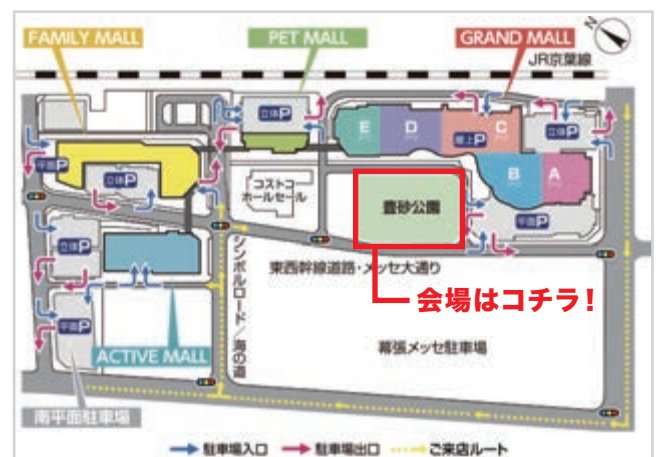 FAMILY MALL
PET MALL
GRAND MALL
N
JR京葉線
立体P
E
D
C
屋上P
立体P
平面P
立体P
B
A
コストコ
ホールセール
豊砂公園
平面P
立体P
シンボルロード/海の道
東西幹線道路・メッセ大通り
会場はコチラ!
平面P
ACTIVE MALL
幕張メッセ駐車場
南平面駐車場
駐車場入口
駐車場出口
ご来店ルート